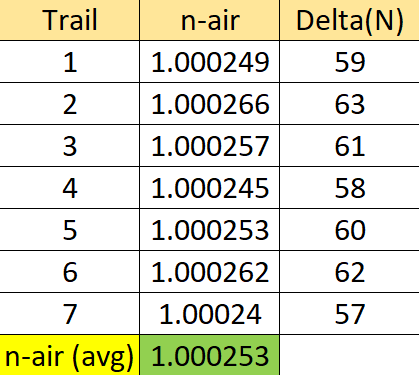 Trail n-air Delta(N)
1 1.000249 59
2 1.000266 63
3 1.000257 61
4 1.000245 58
5 1.000253 60
6 1.000262 62
7 1.00024 57
n-air (avg) 1.000253